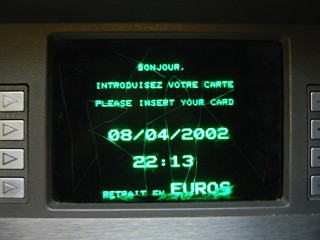 BONJOUR,
INTRODUISEZ VOTRE CARTE
PLEASE INSERT YOUR CARD
08/04/2002
22:13
RETRAIT EN EUROS